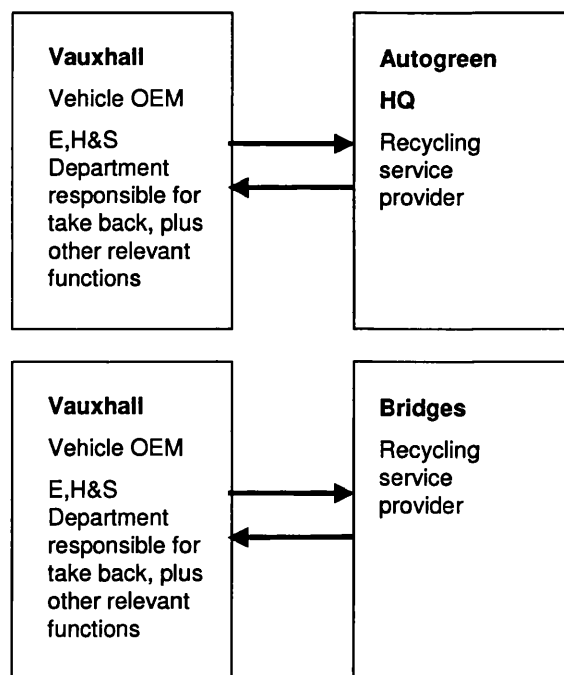 Vauxhall
Vehicle OEM
E,H&S
Department
responsible for
take back, plus
other relevant
functions
Autogreen
HQ
Recycling
service
provider
Vauxhall
Vehicle OEM
E,H&S
Department
responsible for
take back, plus
other relevant
functions
Bridges
Recycling
service
provider